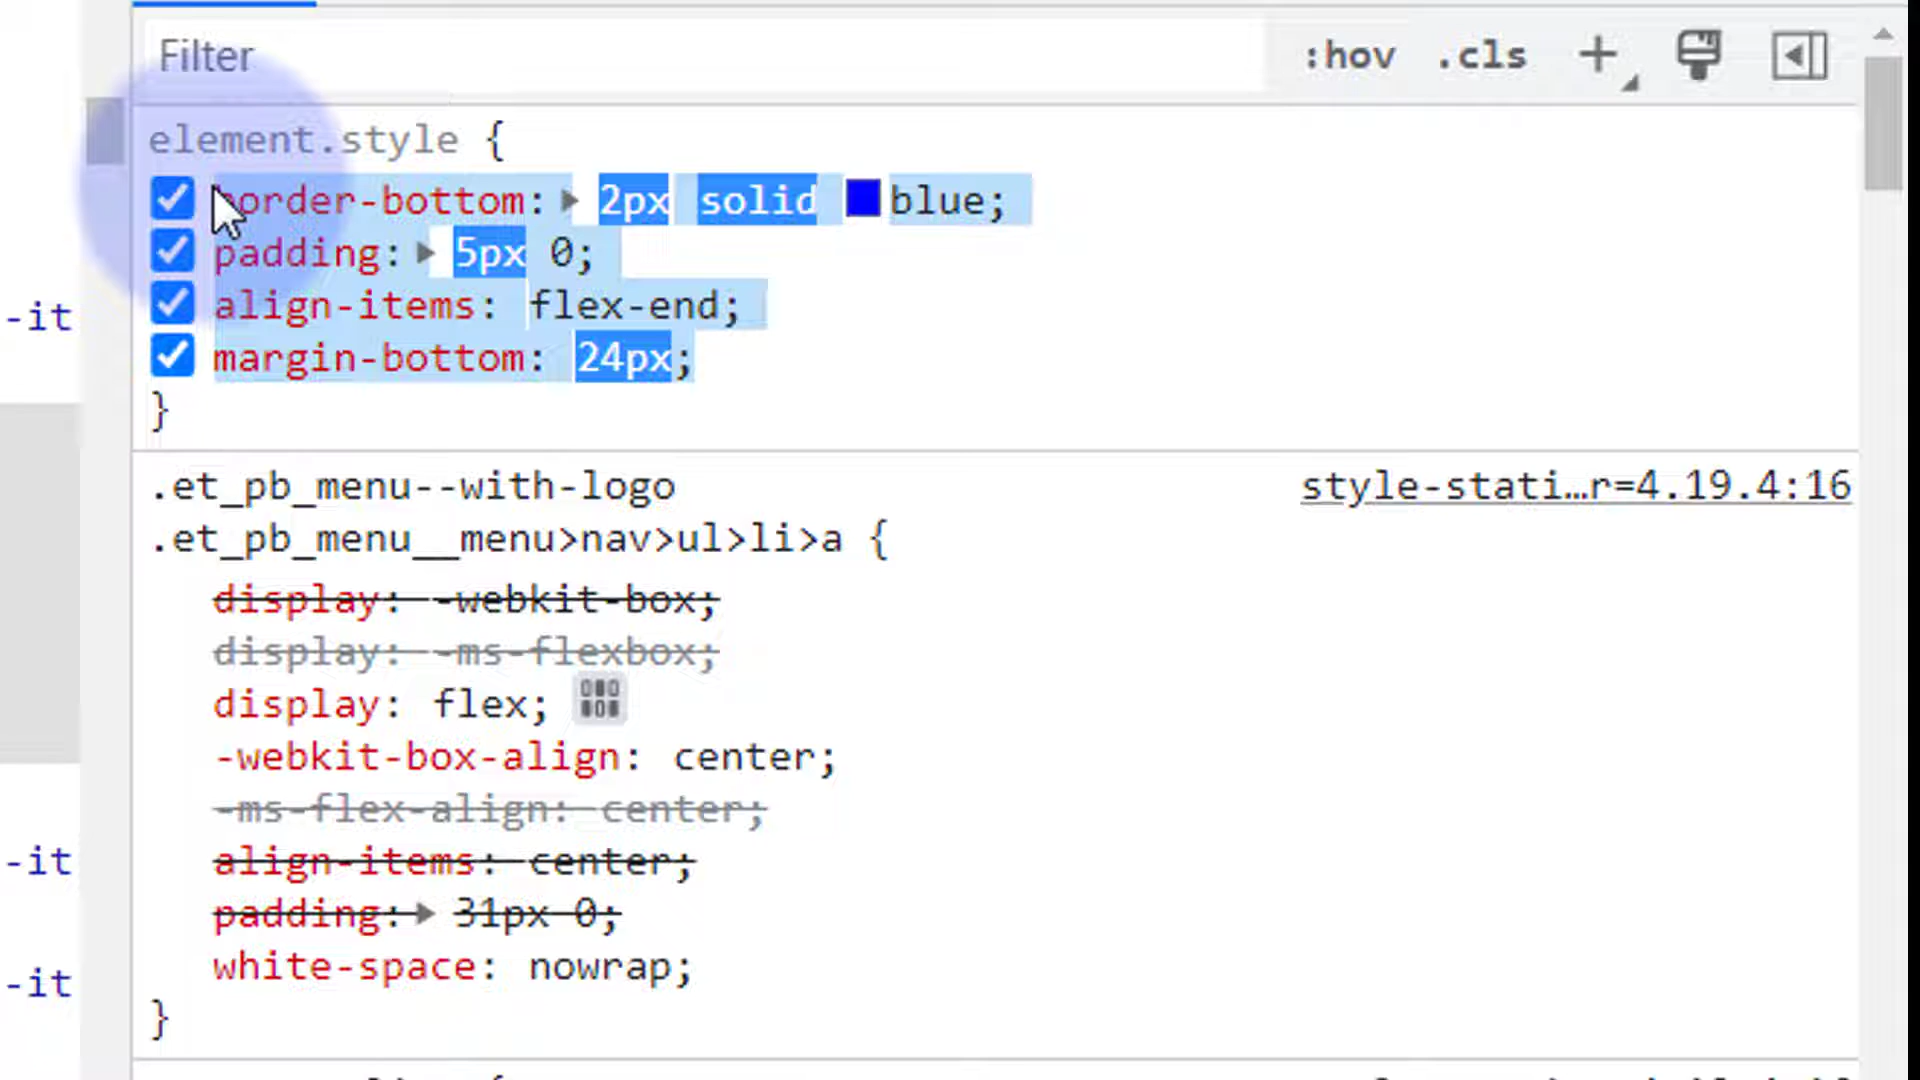 Filter :hov .cls
element.style {
border-bottom: 2px solid blue;
padding: 5px 0;
-it
align-items: flex-end;
margin-bottom: 24px;
}
.et_pb_menu--with-logo style-stati…r=4.19.4:16
.et_pb_menu__menu>nav>ul>li>a {
display: -webkit-box;
display: -ms-flexbox;
display: flex;
-webkit-box-align: center;
-ms-flex-align: center;
-it
align-items: center;
padding: 31px 0;
-it
white-space: nowrap;
}